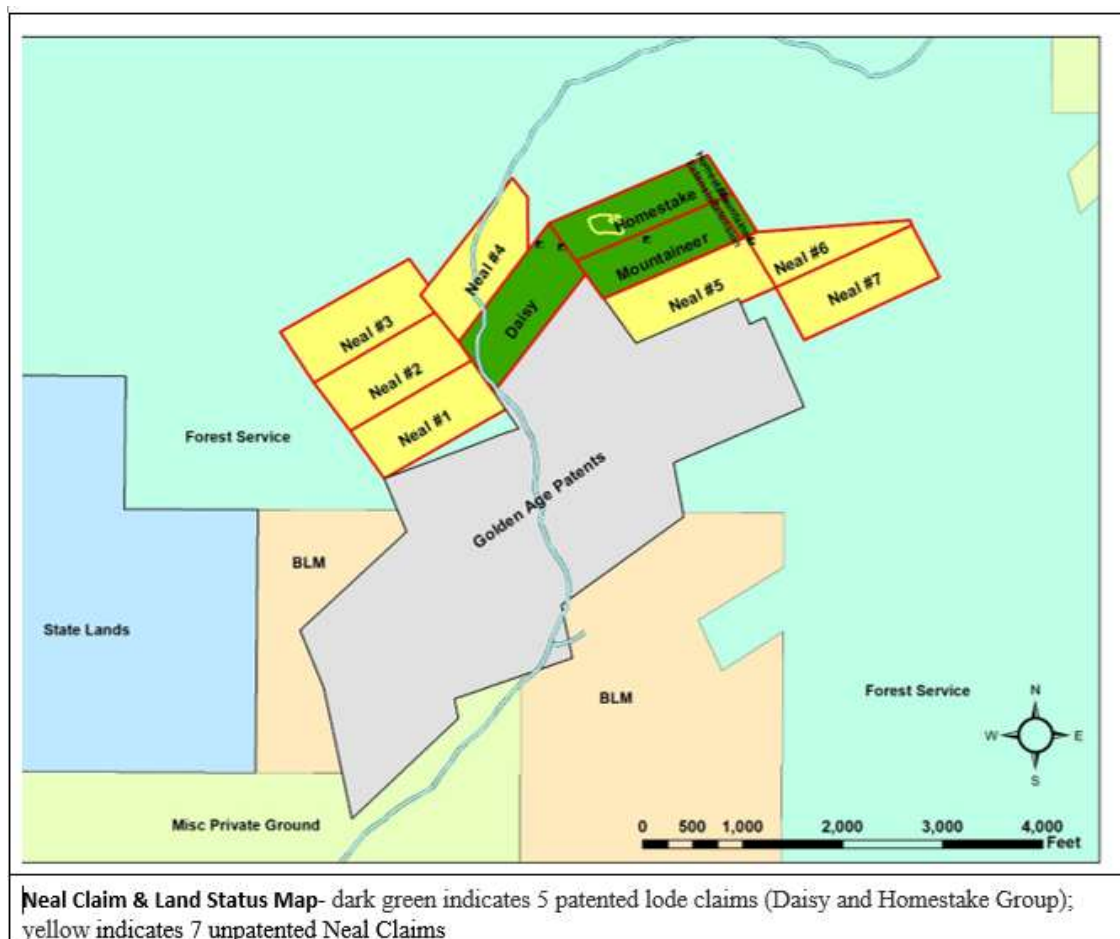 Neal #4
Homestake
Mountaineer
Neal #6
Neal #3
Daisy
Neal #5
Neal #7
Neal #2
Neal #1
Forest Service
Golden Age Patents
BLM
State Lands
BLM
Forest Service
N
W E
S
Misc Private Ground
0 500 1,000 2,000 3,000 4,000
Feet
Neal Claim & Land Status Map- dark green indicates 5 patented lode claims (Daisy and Homestake Group);
yellow indicates 7 unpatented Neal Claims